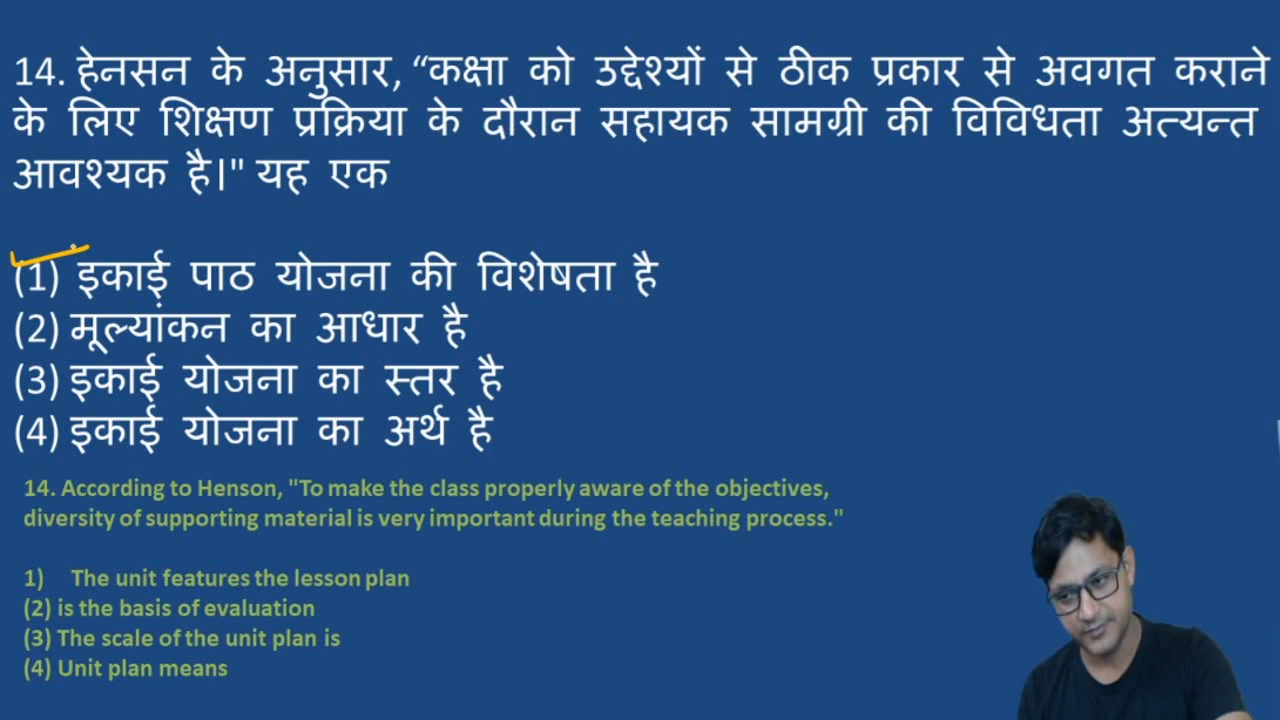 14. हेनसन के अनुसार, “कक्षा को उद्देश्यों से ठीक प्रकार से अवगत कराने
के लिए शिक्षण प्रक्रिया के दौरान सहायक सामग्री की विविधता अत्यन्त
आवश्यक है।" यह एक
(1) इकाई पाठ योजना की विशेषता है
(2) मूल्यांकन का आधार है
(3) इकाई योजना का स्तर है
(4) इकाई योजना का अर्थ है
14. According to Henson, "To make the class properly aware of the objectives,
diversity of supporting material is very important during the teaching process."
1) The unit features the lesson plan
(2) is the basis of evaluation
(3) The scale of the unit plan is
(4) Unit plan means